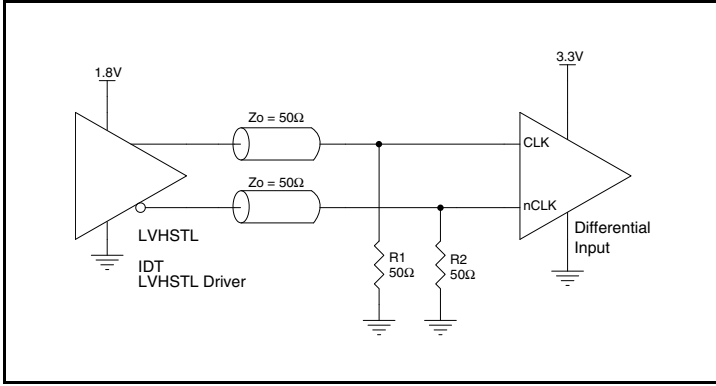 1.8V
3.3V
Zo = 50Ω
CLK
Zo = 50Ω
nCLK
LVHSTL
IDT
LVHSTL Driver
R1
50Ω
R2
50Ω
Differential
Input